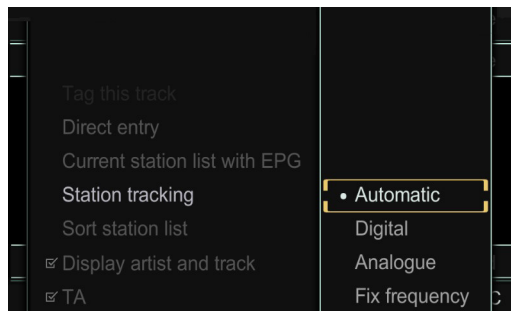 Tag this track
Direct entry
Current station list with EPG
Station tracking
Sort station list
Display artist and track
TA
Automatic
Digital
Analogue
Fix frequency